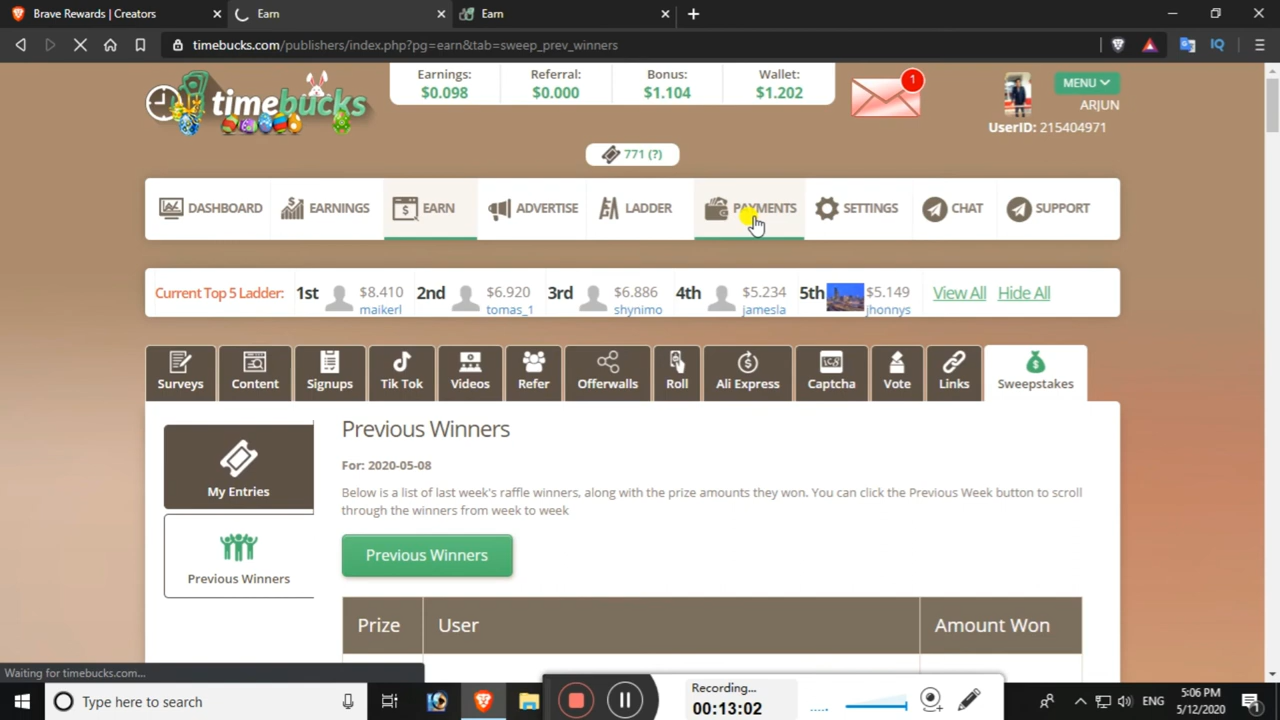 Brave Rewards | Creators
Earn
Earn
timebucks.com/publishers/index.php?pg=earn&tab=sweep_prev_winners
timebucks
Earnings:
$0.098
Referral:
$0.000
Bonus:
$1.104
Wallet:
$1.202
1
MENU
ARJUN
UserID: 215404971
771 (?)
DASHBOARD
EARNINGS
EARN
ADVERTISE
LADDER
PAYMENTS
SETTINGS
CHAT
SUPPORT
Current Top 5 Ladder:
1st
$8.410
maikerl
2nd
$6.920
tomas_1
3rd
$6.886
shynimo
4th
$5.234
jamesla
5th
$5.149
jhonnys
View All
Hide All
Surveys
Content
Signups
Tik Tok
Videos
Refer
Offerwalls
Roll
Ali Express
Captcha
Vote
Links
Sweepstakes
My Entries
Previous Winners
Previous Winners
For: 2020-05-08
Below is a list of last week's raffle winners, along with the prize amounts they won. You can click the Previous Week button to scroll
through the winners from week to week
Previous Winners
Prize
User
Amount Won
Waiting for timebucks.com...
Type here to search
Recording...
00:13:02
ENG
5:06 PM
5/12/2020
1